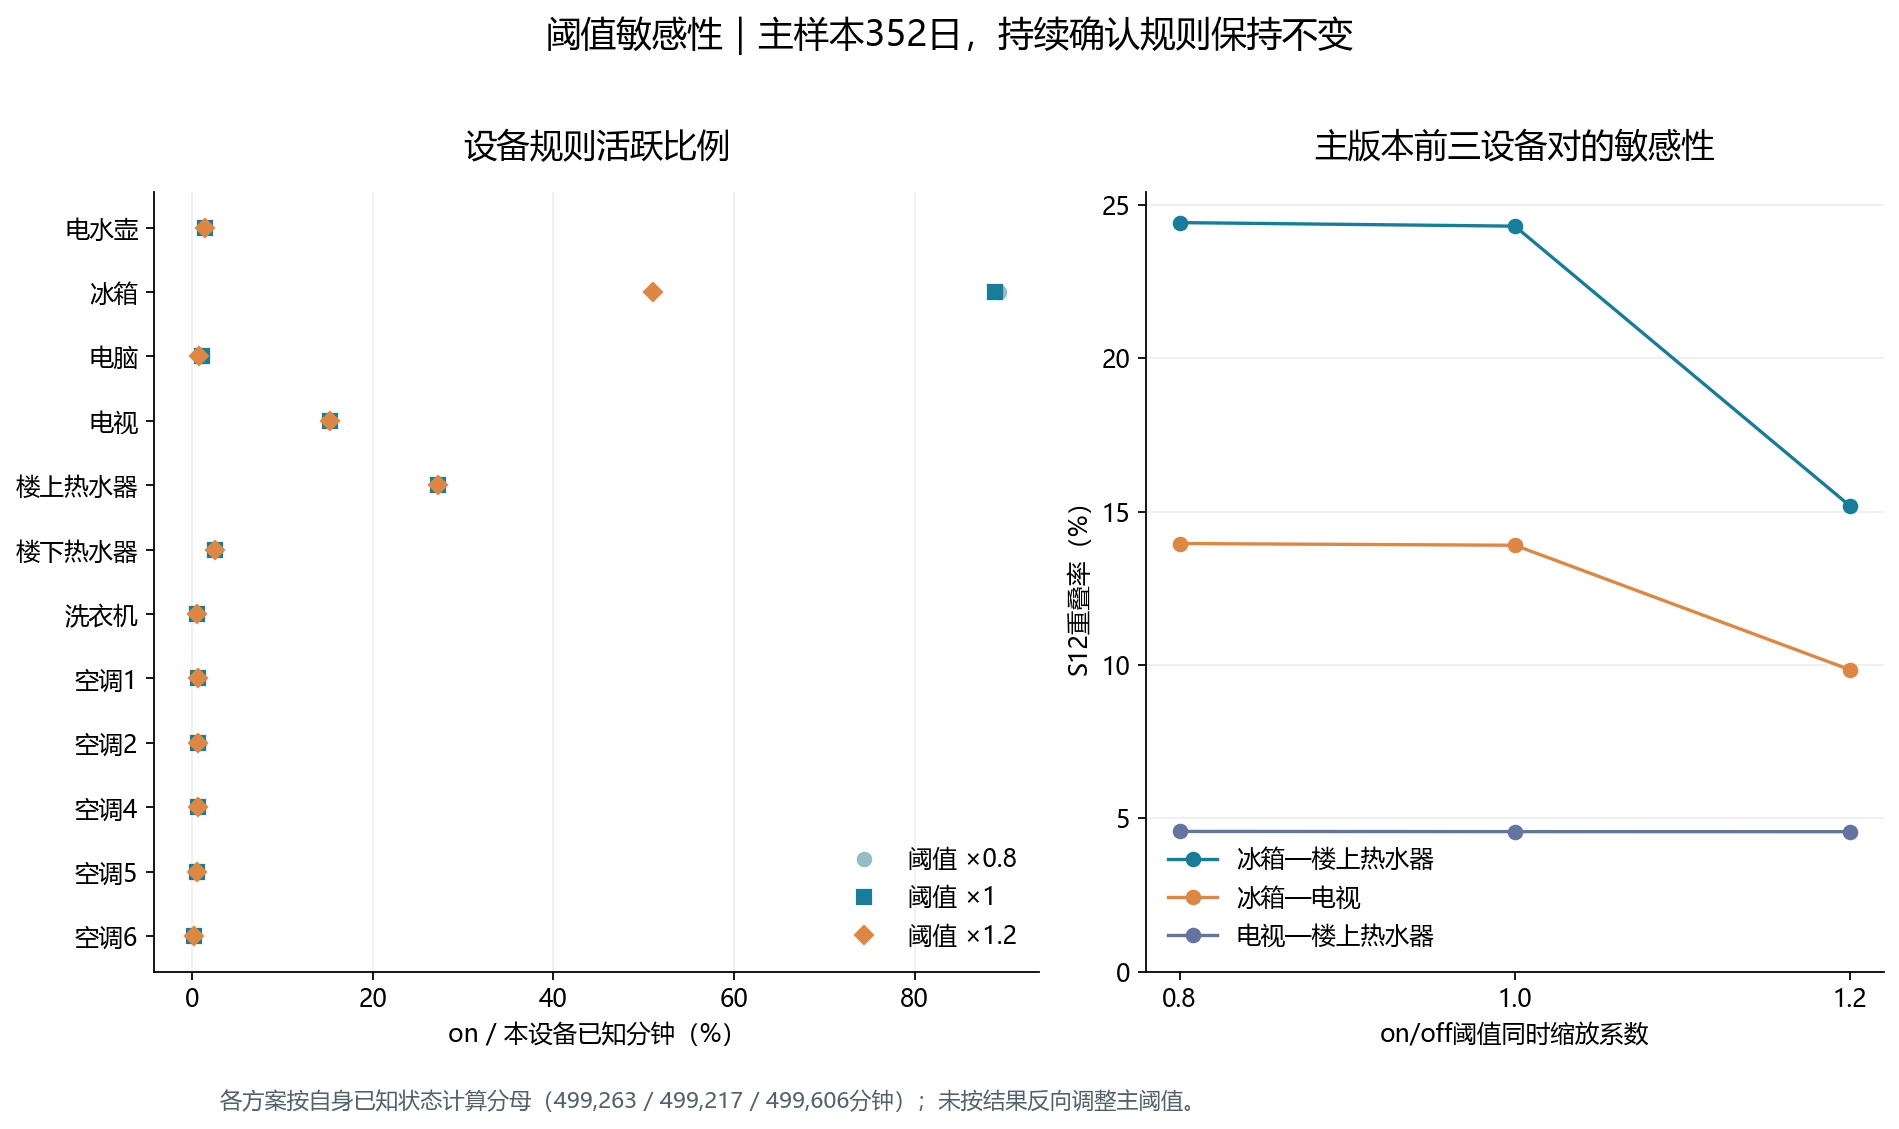 阈值敏感性｜主样本352日，持续确认规则保持不变
设备规则活跃比例
电水壶
冰箱
电脑
电视
楼上热水器
楼下热水器
洗衣机
空调1
空调2
空调4
空调5
空调6
阈值 ×0.8
阈值 ×1
阈值 ×1.2
0 20 40 60 80
on / 本设备已知分钟（%）
主版本前三设备对的敏感性
S12重叠率（%）
25
20
15
10
5
0
冰箱—楼上热水器
冰箱—电视
电视—楼上热水器
0.8 1.0 1.2
on/off阈值同时缩放系数
各方案按自身已知状态计算分母（499,263 / 499,217 / 499,606分钟）；未按结果反向调整主阈值。